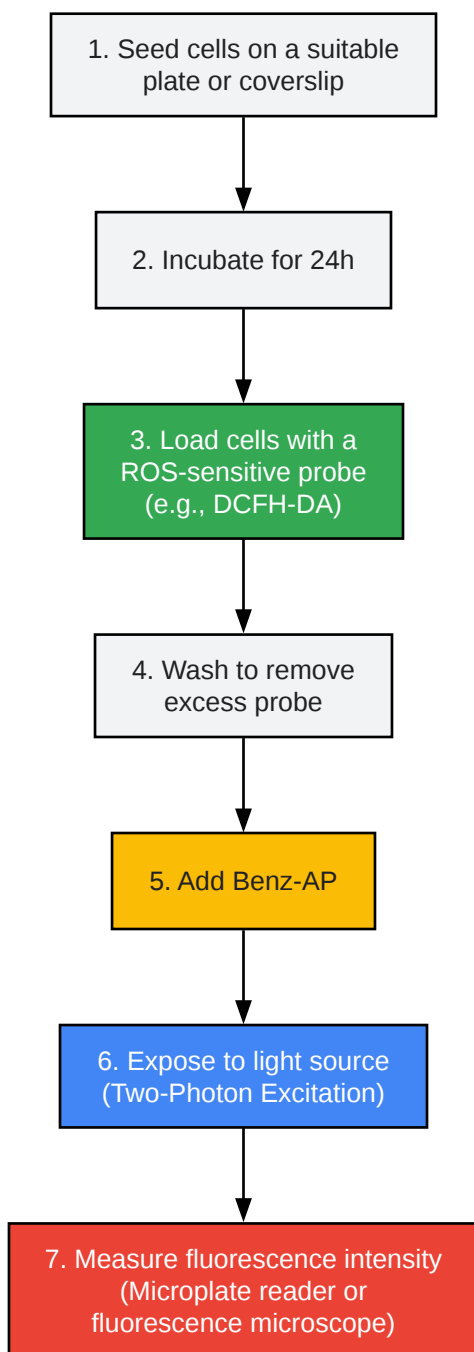 1. Seed cells on a suitable
plate or coverslip
2. Incubate for 24h
3. Load cells with a
ROS-sensitive probe
(e.g., DCFH-DA)
4. Wash to remove
excess probe
5. Add Benz-AP
6. Expose to light source
(Two-Photon Excitation)
7. Measure fluorescence intensity
(Microplate reader or
fluorescence microscope)